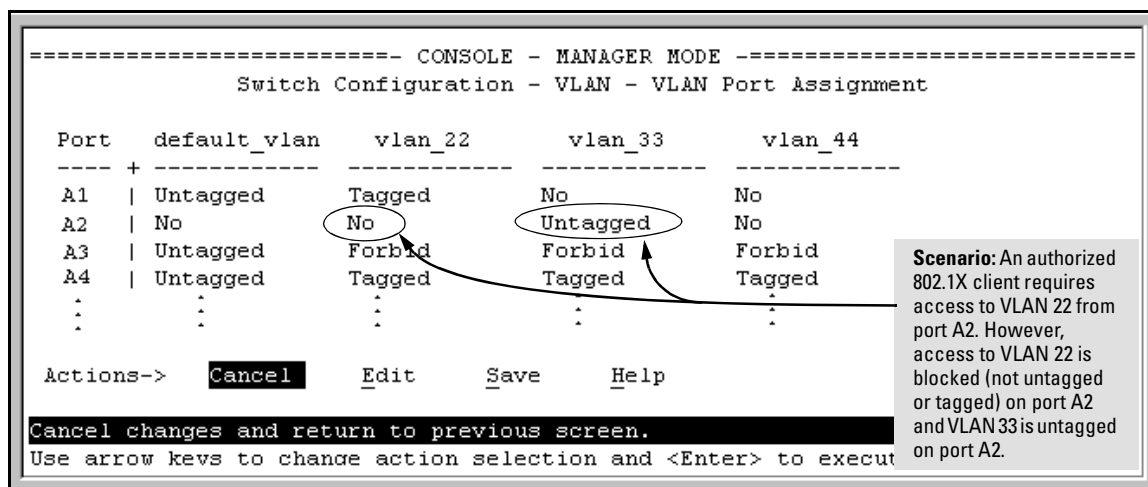 ============================- CONSOLE - MANAGER MODE -==============================
Switch Configuration - VLAN - VLAN Port Assignment
Port default_vlan vlan_22 vlan_33 vlan_44
---- + ------------ ------------ ------------ ------------
A1 | Untagged Tagged No No
A2 | No No Untagged No
A3 | Untagged Forbid Forbid Forbid
A4 | Untagged Tagged Tagged Tagged
Actions-> Cancel Edit Save Help
Cancel changes and return to previous screen.
Use arrow keys to change action selection and <Enter> to execut
Scenario: An authorized
802.1X client requires
access to VLAN 22 from
port A2. However,
access to VLAN 22 is
blocked (not untagged
or tagged) on port A2
and VLAN 33 is untagged
on port A2.